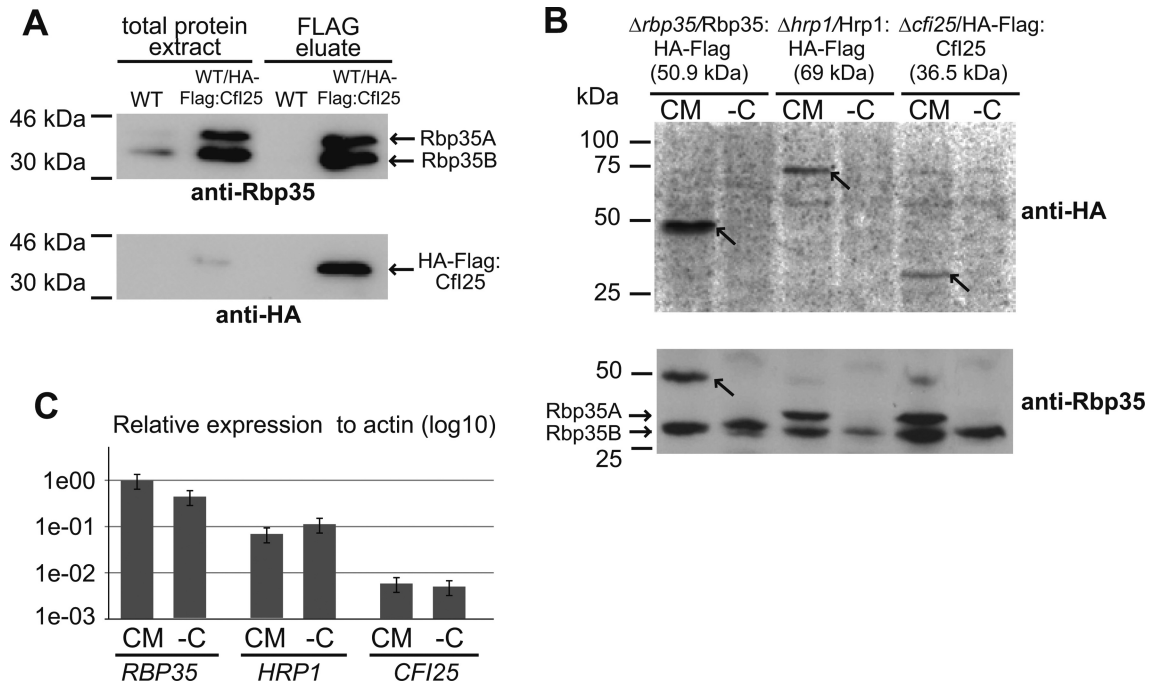 A
total protein extract
FLAG eluate
WT
WT/HA-Flag:CfI25
WT
WT/HA-Flag:CfI25
46 kDa
30 kDa
Rbp35A
Rbp35B
anti-Rbp35
46 kDa
30 kDa
HA-Flag:CfI25
anti-HA
B
Δrbp35/Rbp35:HA-Flag
(50.9 kDa)
Δhrp1/Hrp1:HA-Flag
(69 kDa)
Δcfi25/HA-Flag:CfI25
(36.5 kDa)
kDa
CM -C CM -C CM -C
100
75
50
25
anti-HA
50
Rbp35A
Rbp35B
25
anti-Rbp35
C
Relative expression to actin (log10)
1e00
1e-01
1e-02
1e-03
CM -C CM -C CM -C
RBP35 HRP1 CFI25